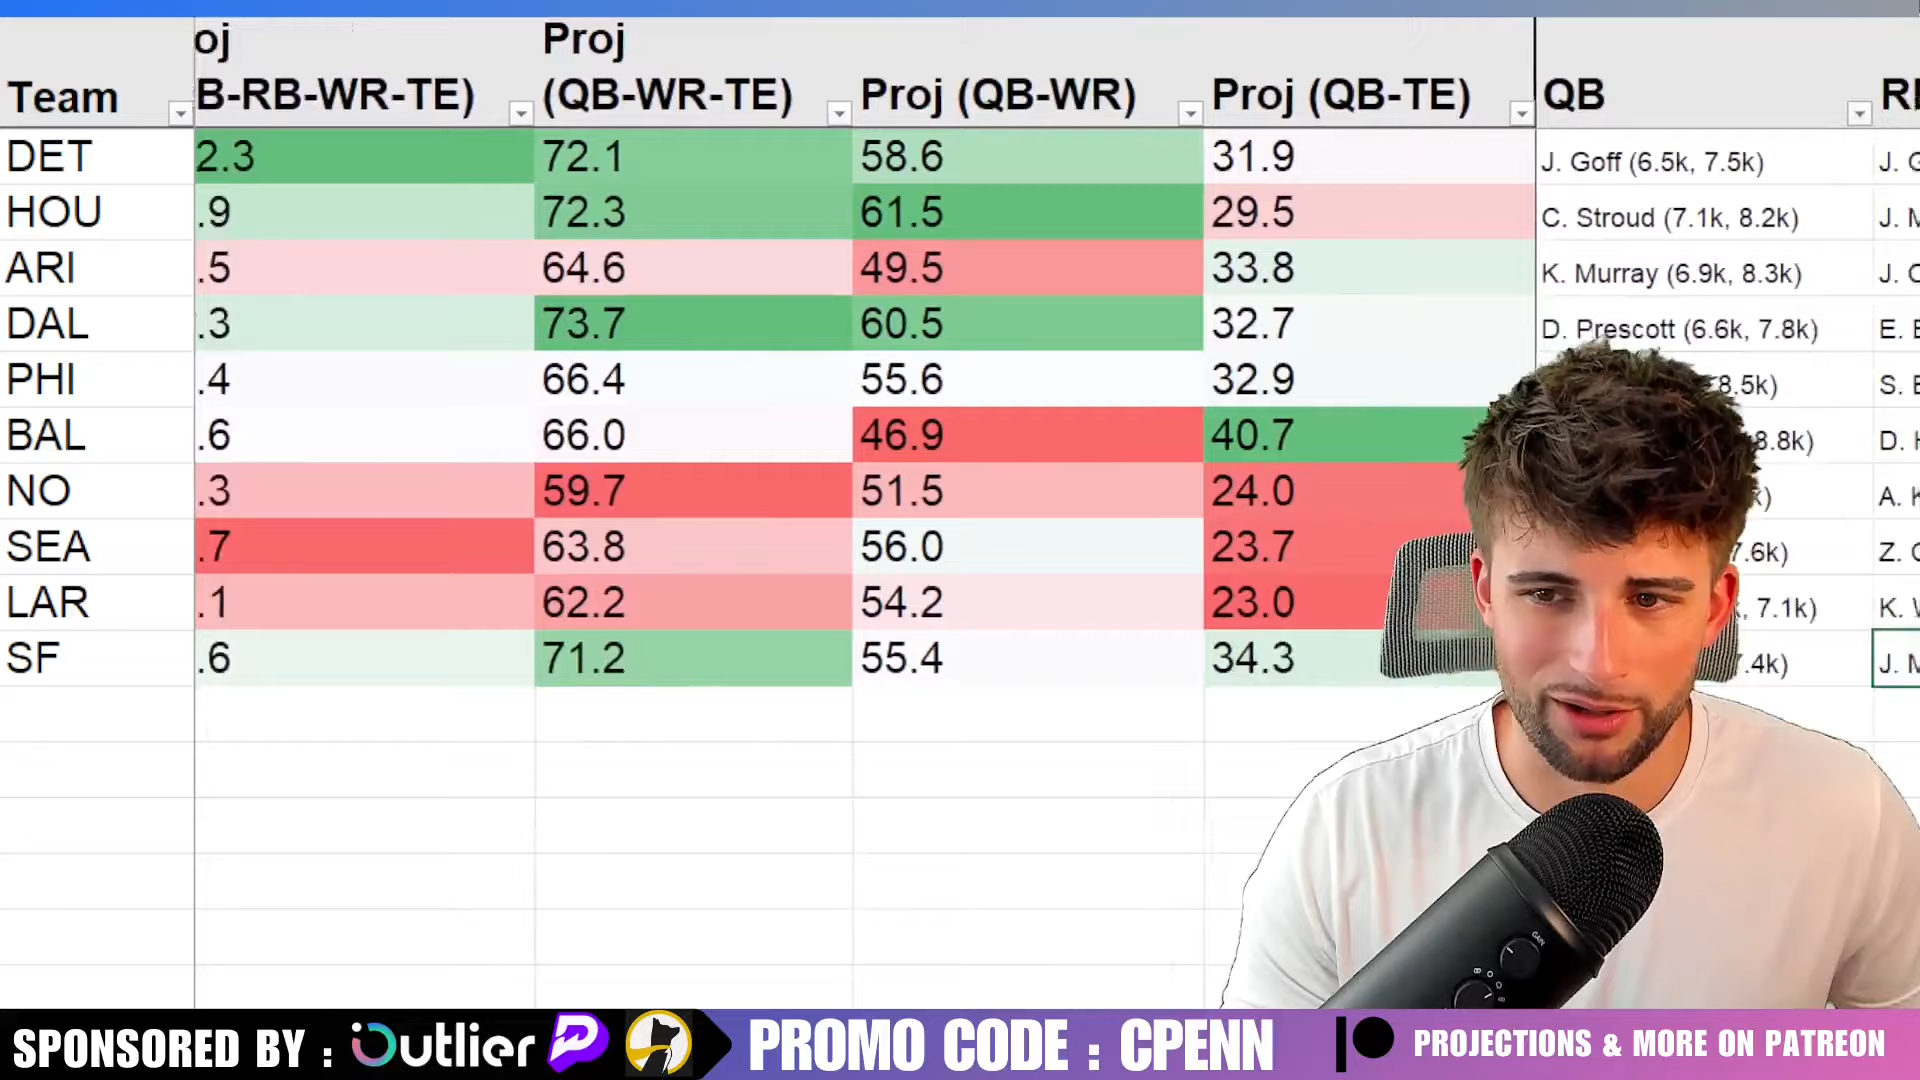 oj Proj
Team B-RB-WR-TE) (QB-WR-TE) Proj (QB-WR) Proj (QB-TE) QB
DET 2.3 72.1 58.6 31.9 J. Goff (6.5k, 7.5k) J.
HOU .9 72.3 61.5 29.5 C. Stroud (7.1k, 8.2k) J.
ARI .5 64.6 49.5 33.8 K. Murray (6.9k, 8.3k) J.
DAL .3 73.7 60.5 32.7 D. Prescott (6.6k, 7.8k) E.
PHI .4 66.4 55.6 32.9 8.5k) S.
BAL .6 66.0 46.9 40.7 8.8k) D.
NO .3 59.7 51.5 24.0 A.
SEA .7 63.8 56.0 23.7 7.6k) Z.
LAR .1 62.2 54.2 23.0 7.1k) K.
SF .6 71.2 55.4 34.3 .4k) J.
GAIN
SPONSORED BY : Outlier PROMO CODE : CPENN PROJECTIONS & MORE ON PATREON